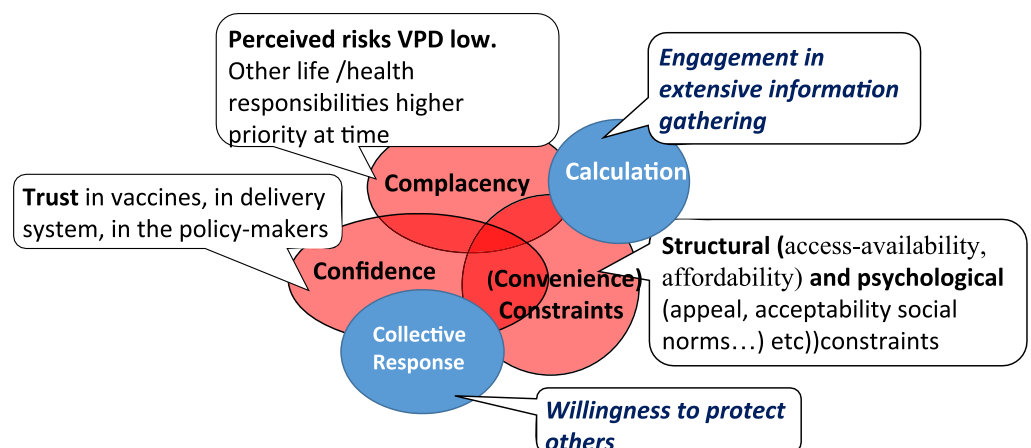 Perceived risks VPD low.
Other life /health
responsibilities higher
priority at time
Engagement in
extensive information
gathering
Complacency
Calculation
Trust in vaccines, in delivery
system, in the policy-makers
Confidence
(Convenience)
Constraints
Structural (access-availability,
affordability) and psychological
(appeal, acceptability social
norms…) etc))constraints
Collective
Response
Willingness to protect
others